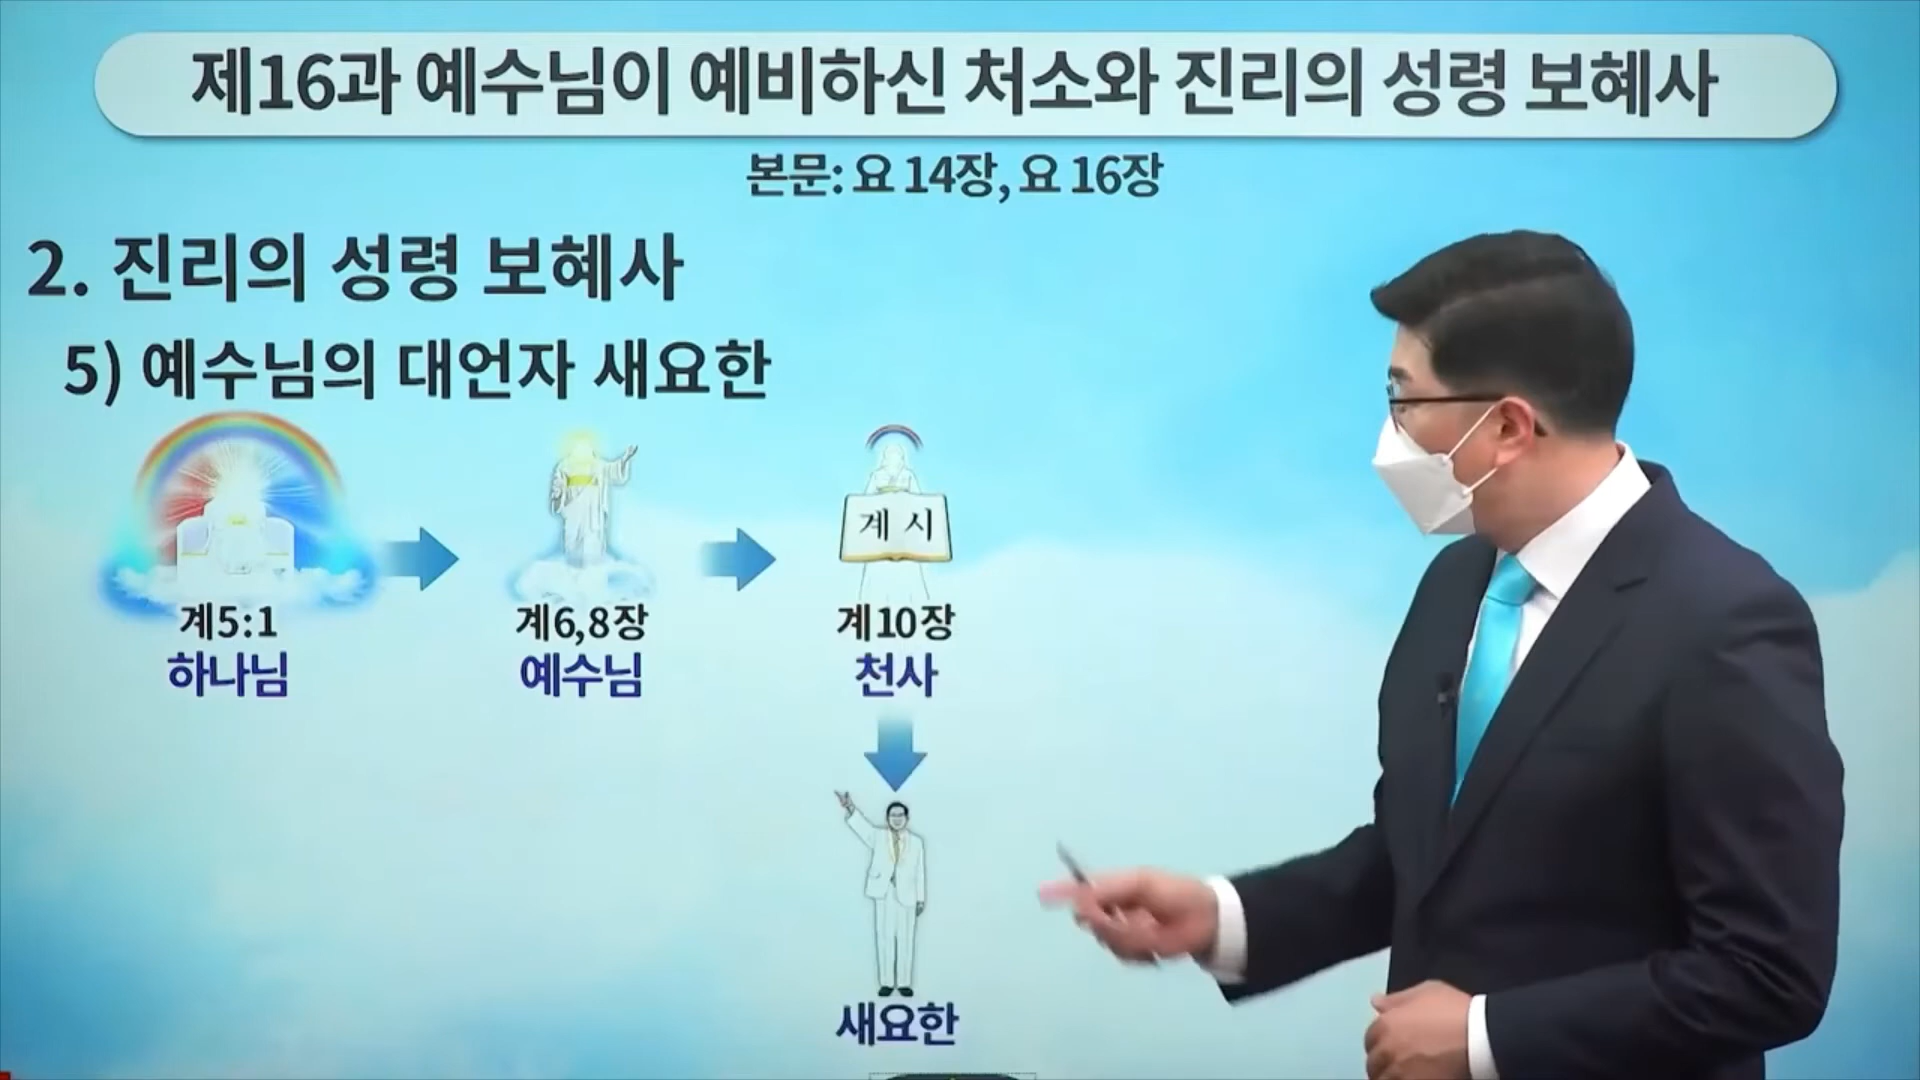 제16과 예수님이 예비하신 처소와 진리의 성령 보혜사
본문: 요 14장, 요 16장
2. 진리의 성령 보혜사
5) 예수님의 대언자 새요한
계 시
계5:1
하나님
계6,8장
예수님
계10장
천사
새요한